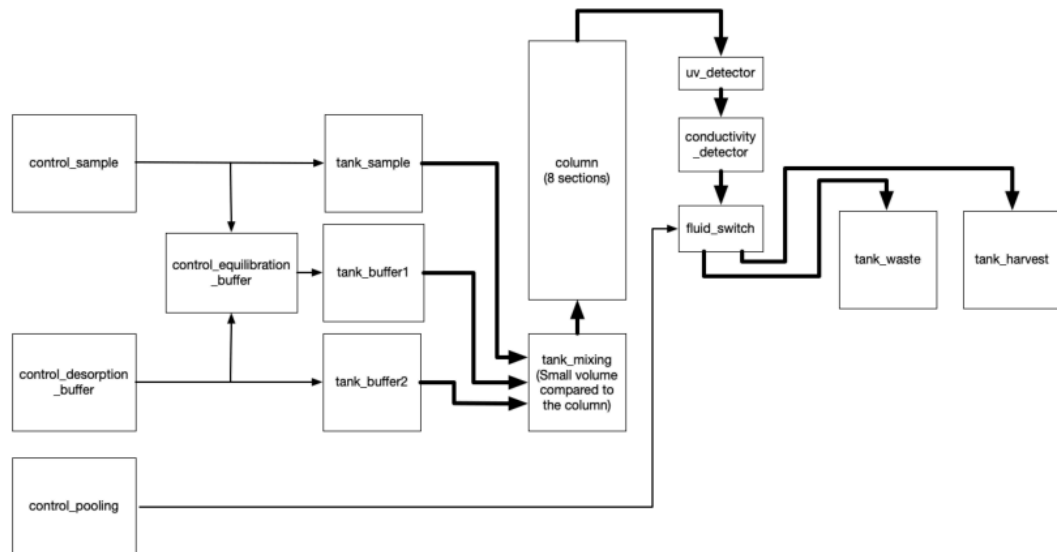 control_sample
tank_sample
control_equilibration
_buffer
tank_buffer1
control_desorption
_buffer
tank_buffer2
control_pooling
column
(8 sections)
tank_mixing
(Small volume
compared to
the column)
uv_detector
conductivity
_detector
fluid_switch
tank_waste
tank_harvest